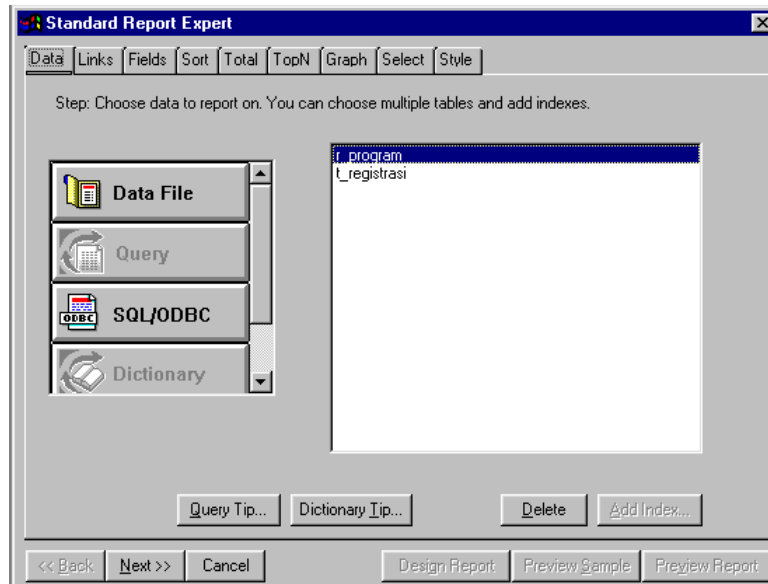 Standard Report Expert
Data Links Fields Sort Total TopN Graph Select Style
Step: Choose data to report on. You can choose multiple tables and add indexes.
Data File
Query
ODBC SQL/ODBC
Dictionary
r_program
t_registrasi
Query Tip... Dictionary Tip... Delete Add Index...
<< Back Next >> Cancel Design Report Preview Sample Preview Report